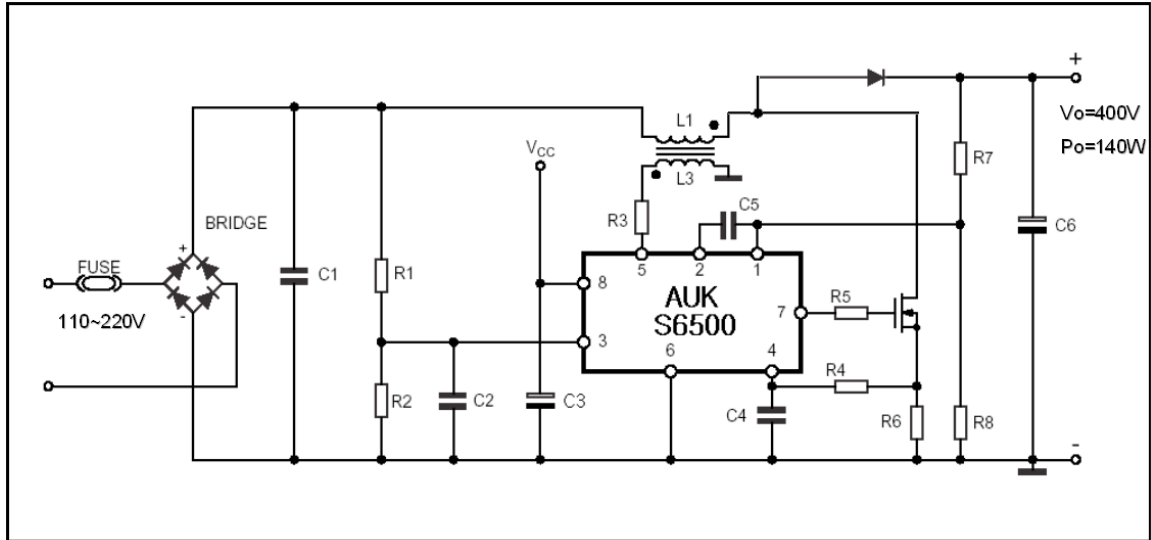 +
Vo=400V
Po=140W
L1
VCC
L3
R7
C5
R3
BRIDGE
+
FUSE
C1
R1
5
2
1
C6
8
AUK
S6500
7
R5
-
110~220V
3
6
4
R4
R2
C2
C3
C4
R6
R8
-